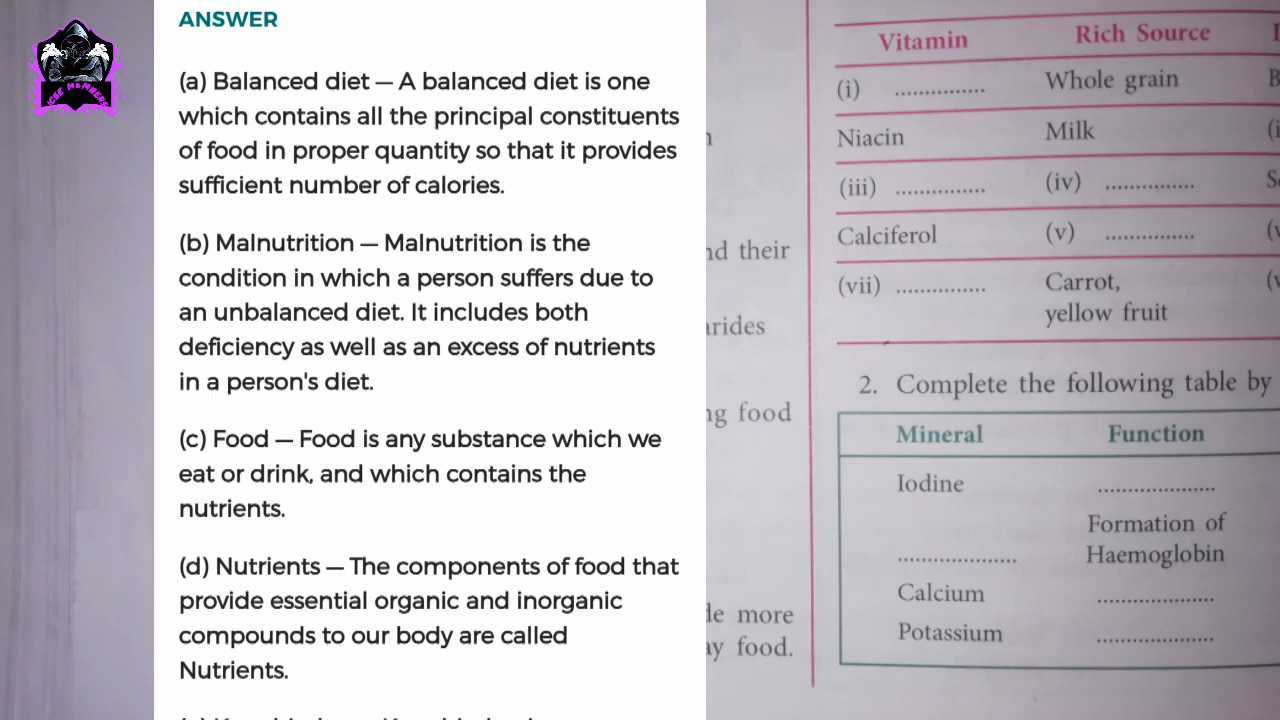 ANSWER
(a) Balanced diet — A balanced diet is one
which contains all the principal constituents
of food in proper quantity so that it provides
sufficient number of calories.
(b) Malnutrition — Malnutrition is the
condition in which a person suffers due to
an unbalanced diet. It includes both
deficiency as well as an excess of nutrients
in a person's diet.
(c) Food — Food is any substance which we
eat or drink, and which contains the
nutrients.
(d) Nutrients — The components of food that
provide essential organic and inorganic
compounds to our body are called
Nutrients.
nd their
arides
ng food
de more
ay food.
Vitamin Rich Source
(i) ............... Whole grain B
Niacin Milk (i
(iii) ............... (iv) ............... S
Calciferol (v) ............... (v
(vii) ............... Carrot, (v
yellow fruit
2. Complete the following table by
Mineral Function
Iodine ....................
Formation of
.................... Haemoglobin
Calcium ....................
Potassium ....................